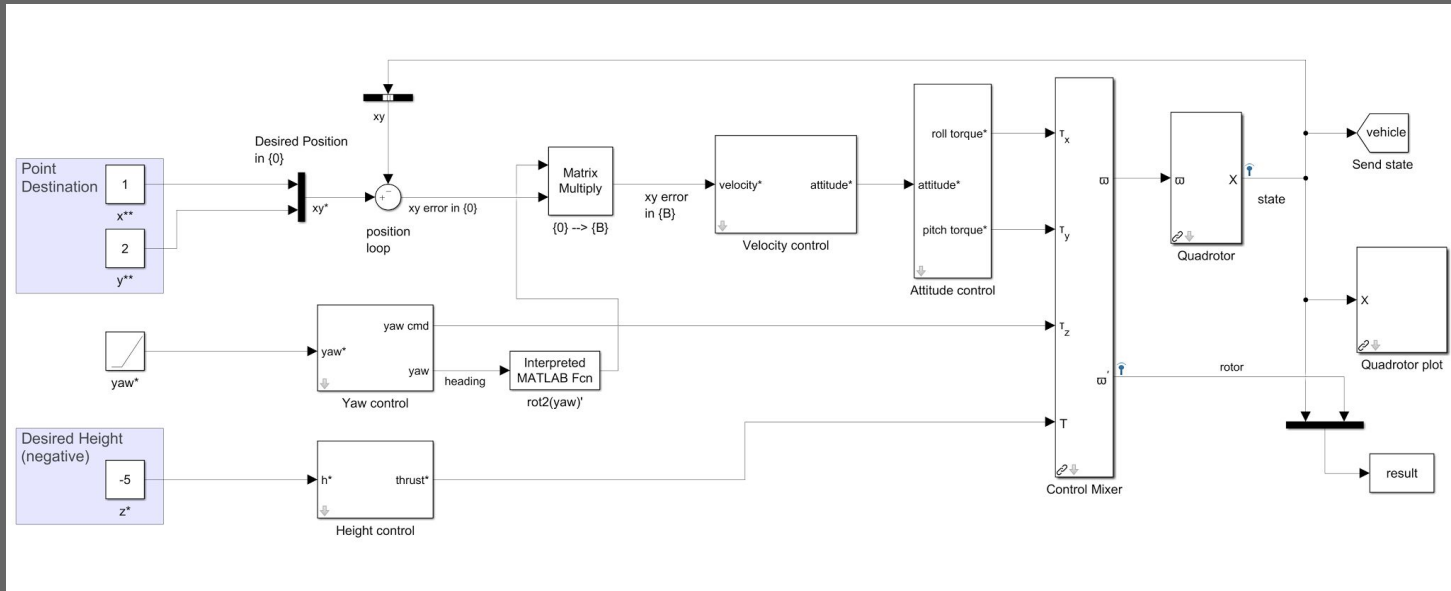 xy
Desired Position
in {0}
Point
Destination
1
x**
2
y**
xy*
+
-
xy error in {0}
position
loop
Matrix
Multiply
{0} --> {B}
xy error
in {B}
velocity*
attitude*
Velocity control
attitude*
roll torque*
pitch torque*
Attitude control
τx
τy
τz
T
ϖ
ϖ'
Control Mixer
ϖ
X
Quadrotor
state
vehicle
Send state
X
Quadrotor plot
rotor
result
yaw*
yaw*
yaw cmd
yaw
Yaw control
heading
Interpreted
MATLAB Fcn
rot2(yaw)'
Desired Height
(negative)
-5
z*
h*
thrust*
Height control